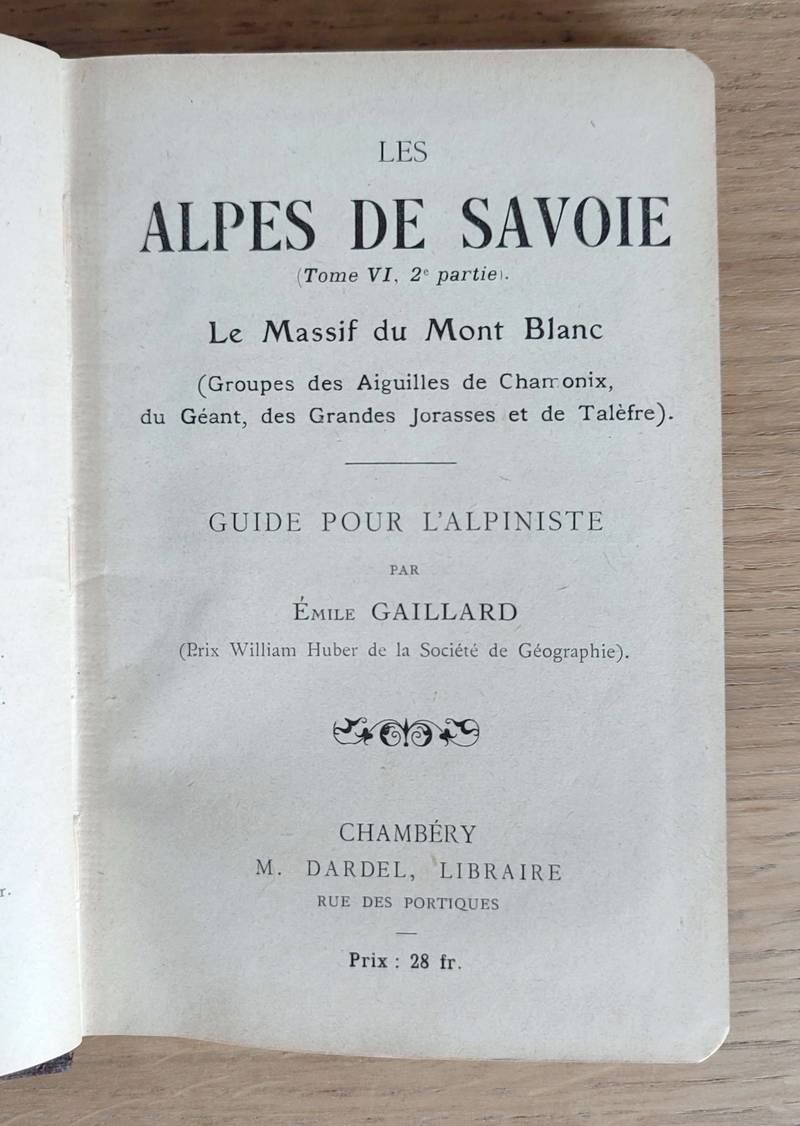 LES
ALPES DE SAVOIE
(Tome VI, 2e partie).
Le Massif du Mont Blanc
(Groupes des Aiguilles de Chamonix,
du Géant, des Grandes Jorasses et de Talèfre).
GUIDE POUR L'ALPINISTE
PAR
ÉMILE GAILLARD
(Prix William Huber de la Société de Géographie).
CHAMBÉRY
M. DARDEL, LIBRAIRE
RUE DES PORTIQUES
Prix : 28 fr.